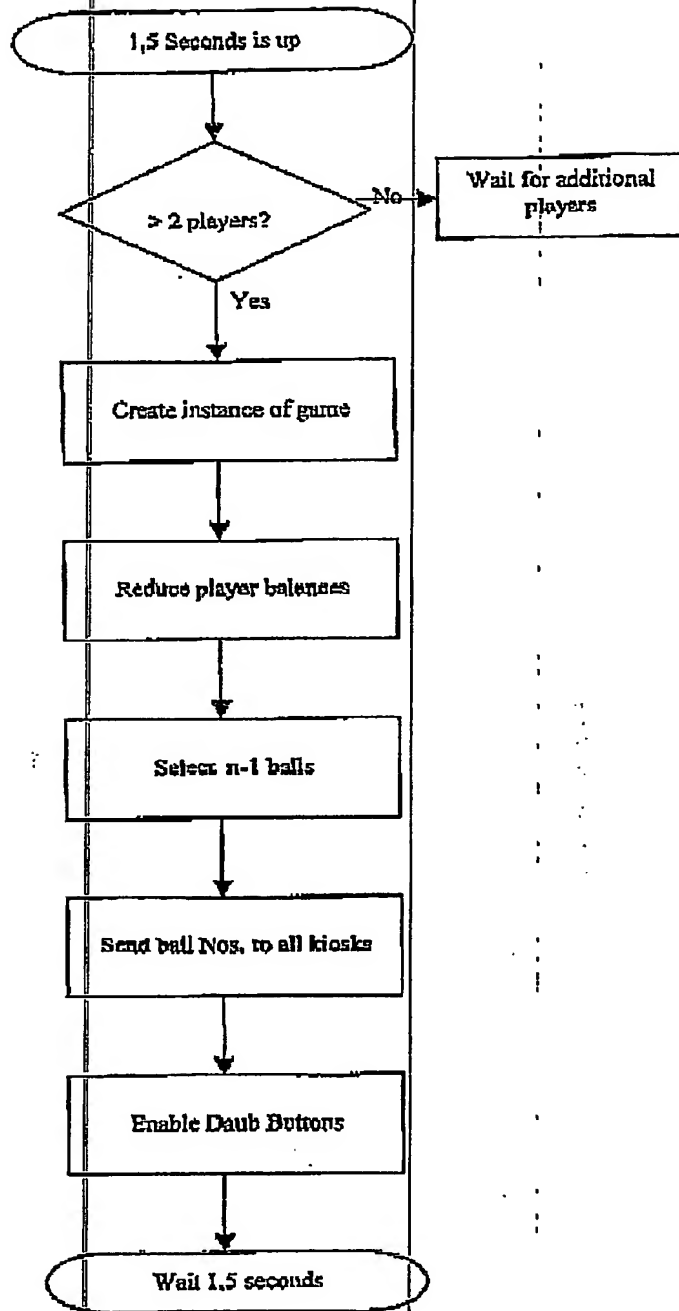 1,5 Seconds is up
> 2 players?
No
Wait for additional
players
Yes
Create instance of game
Reduce player balances
Select n-1 balls
Send ball Nos. to all kiosks
Enable Daub Buttons
Wait 1.5 seconds